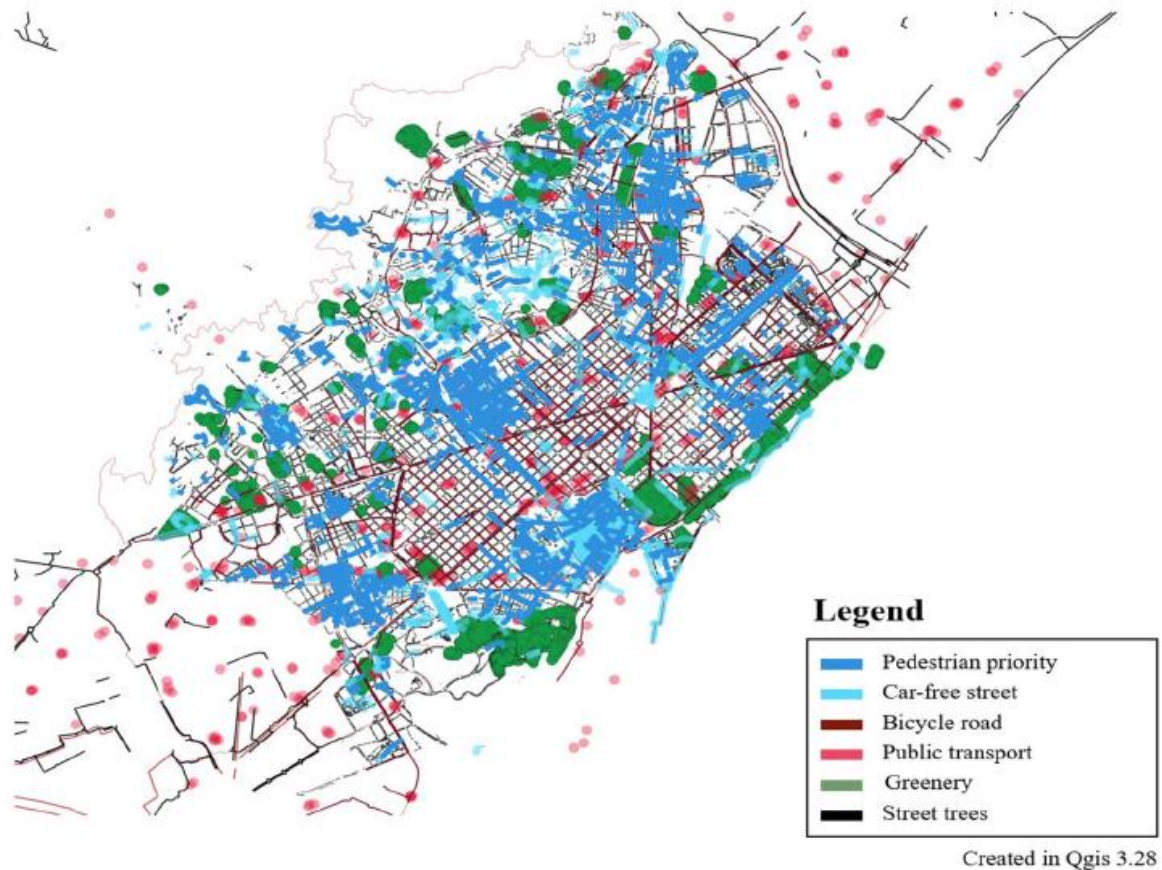 Legend
Pedestrian priority
Car-free street
Bicycle road
Public transport
Greenery
Street trees
Created in Qgis 3.28